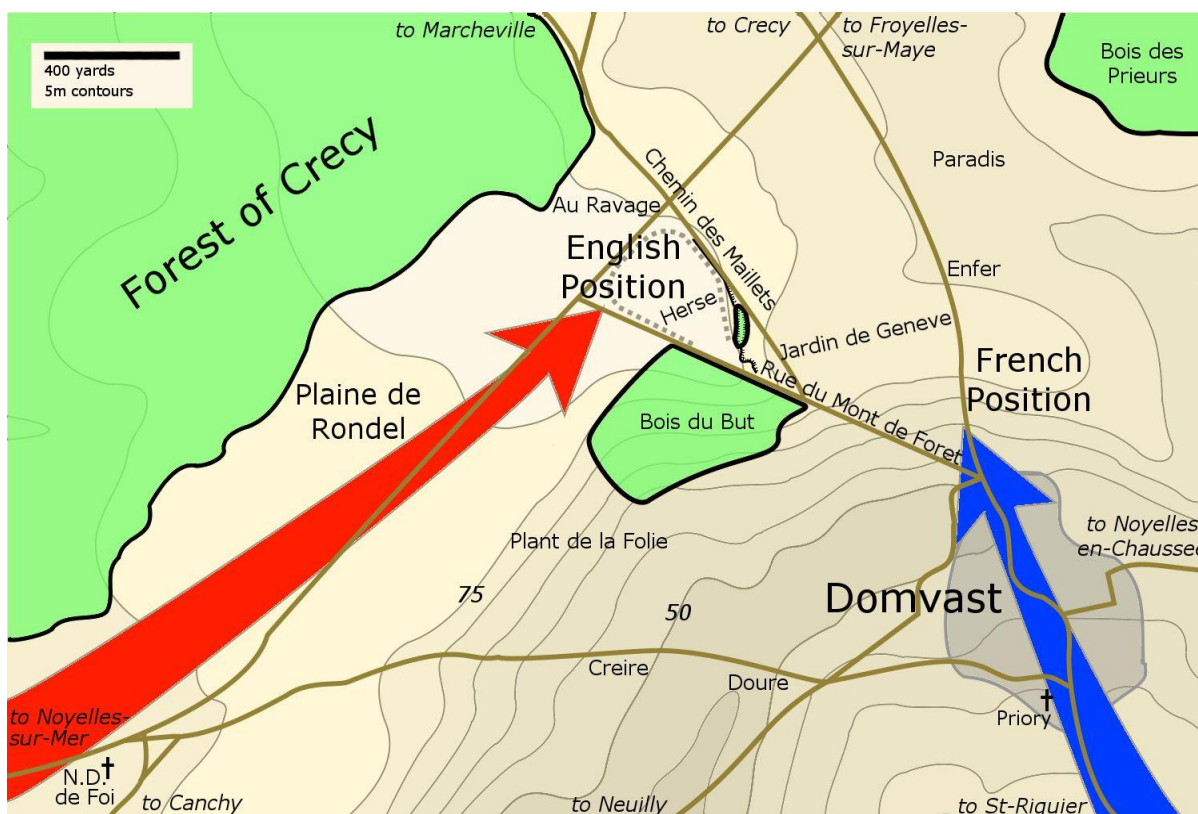 to Marcheville
to Crecy
to Froyelles-
sur-Maye
Bois des
Prieurs
400 yards
5m contours
Forest of Crecy
Chemin des Maillets
Paradis
Au Ravage
English
Position
Herse
Enfer
Jardin de Geneve
French
Position
Rue du Mont de Foret
Plaine de
Rondel
Bois du But
Plant de la Folie
to Noyelles
en-Chaussee
75
50
Domvast
Creire
Doure
Priory
to Noyelles-
sur-Mer
N.D.
de Foi
to Canchy
to Neuilly
to St-Riquier